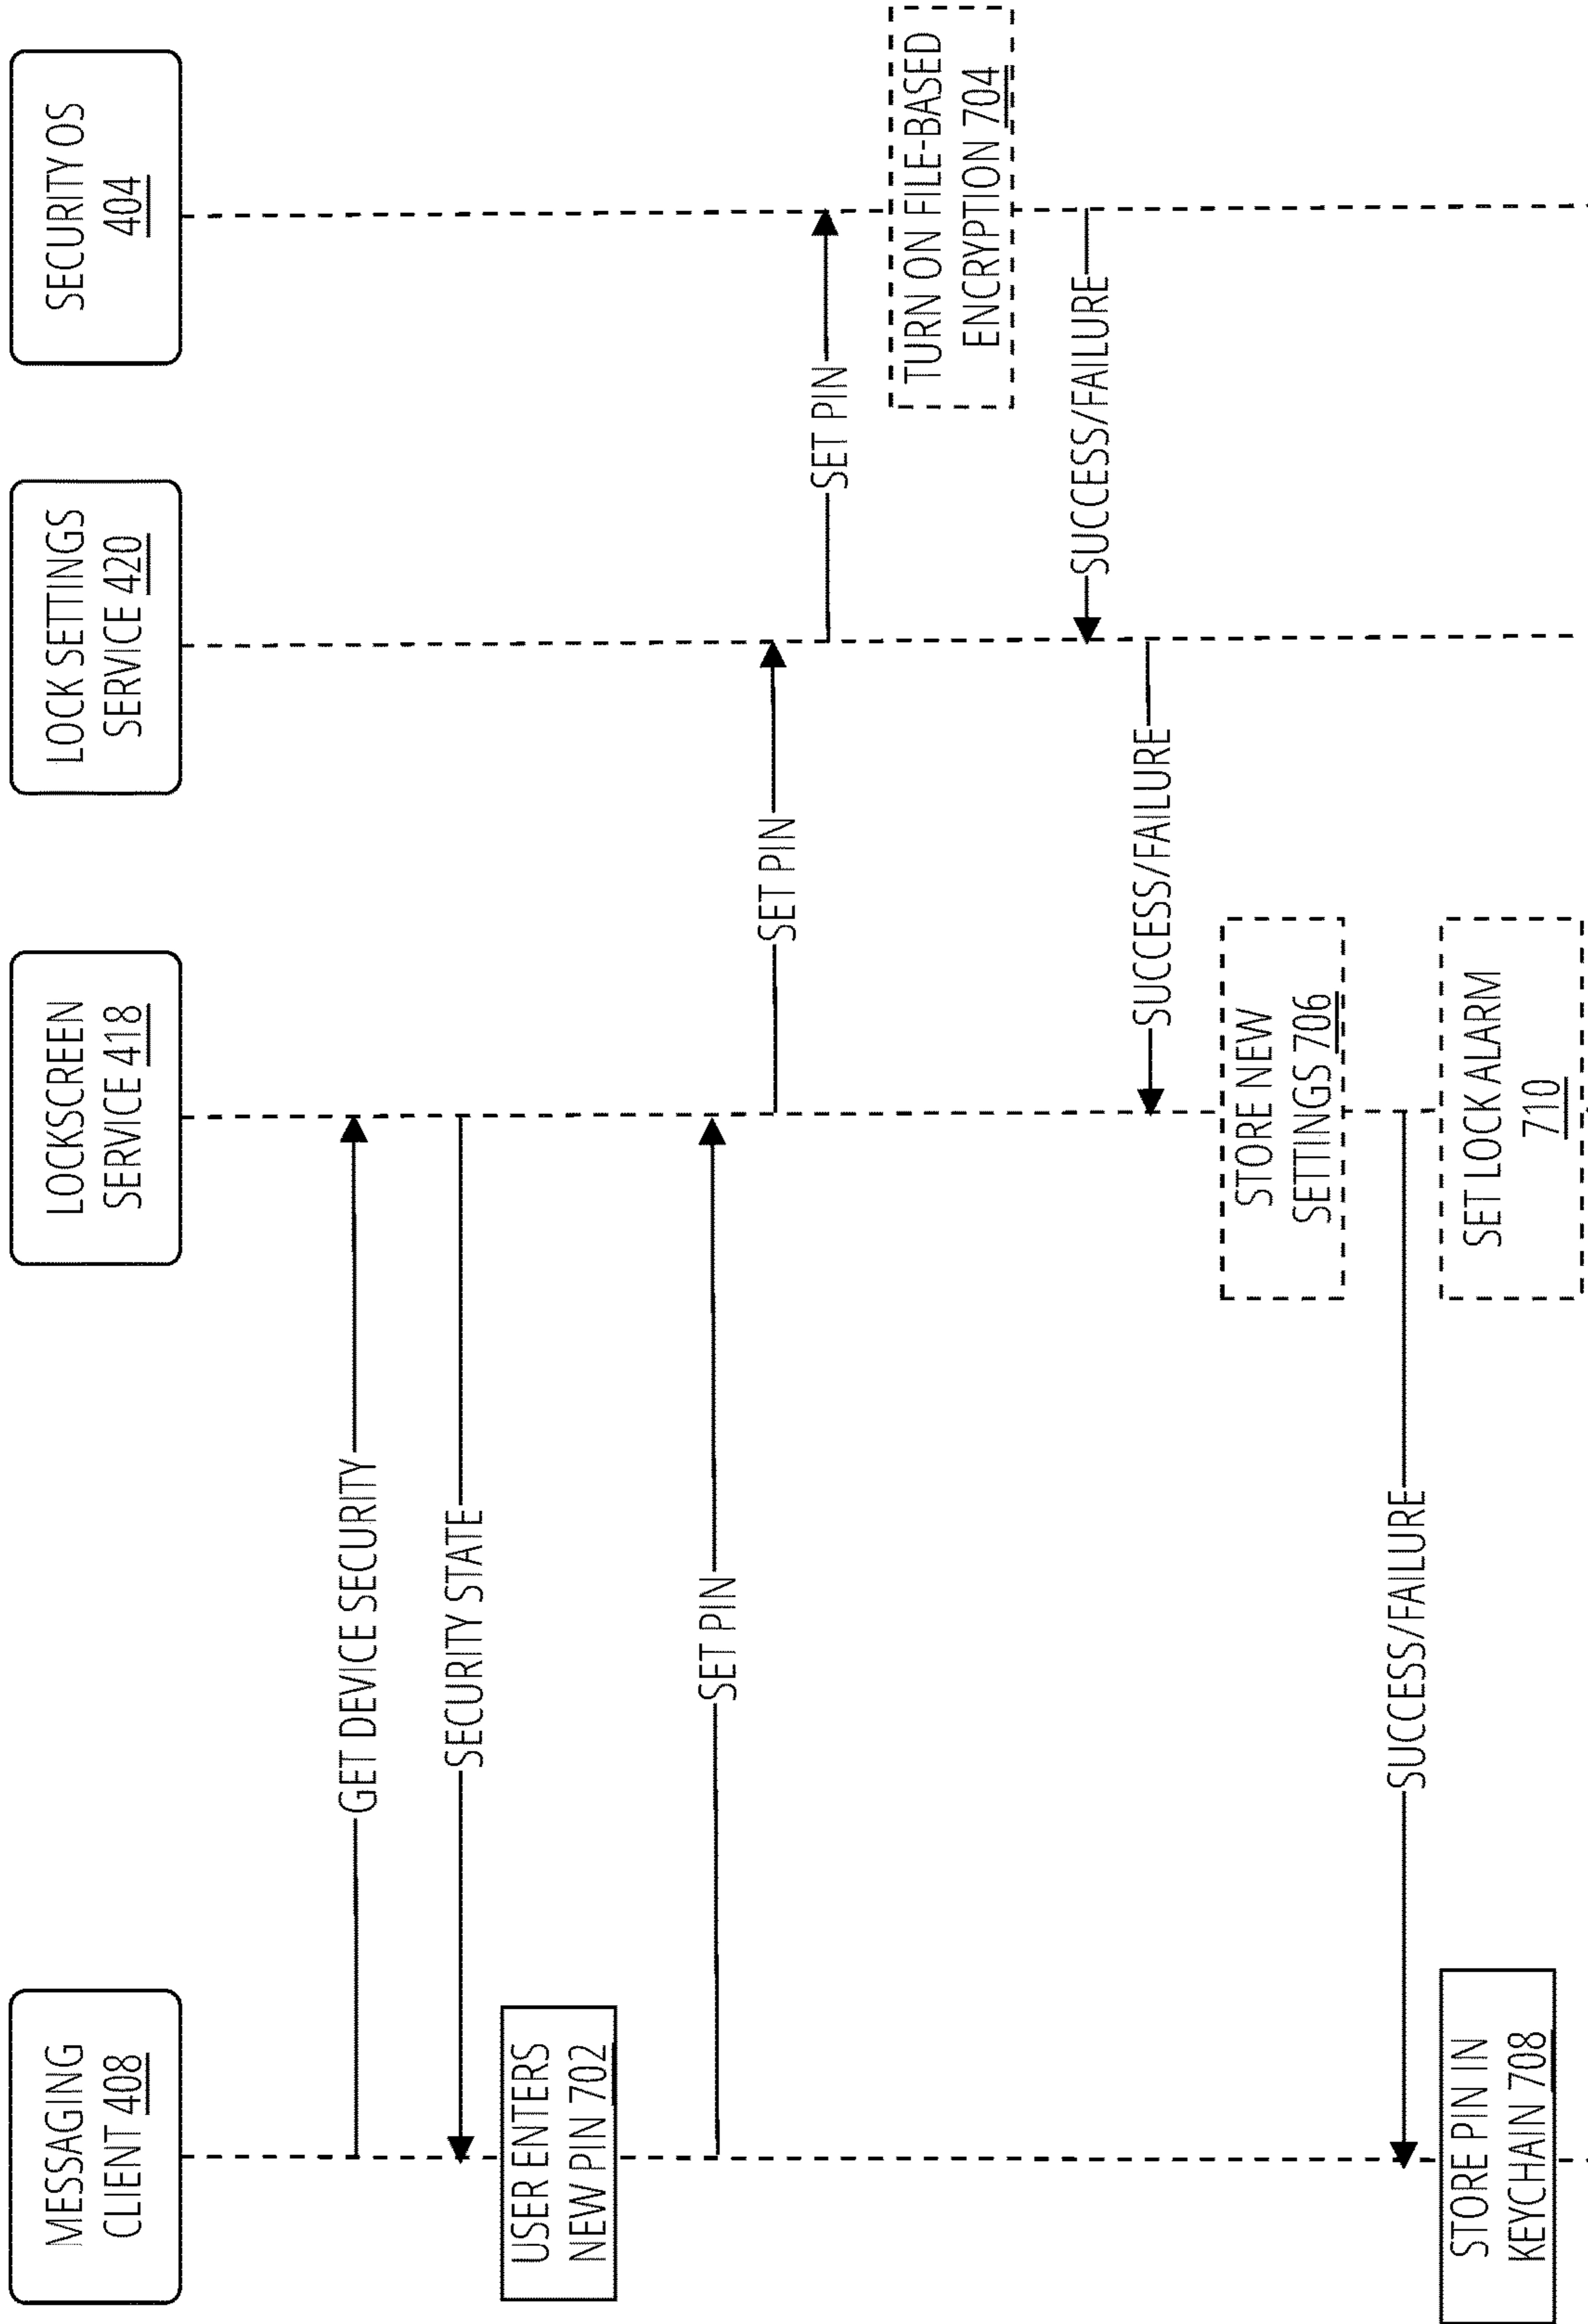 MESSAGING
CLIENT 408
LOCKSCREEN
SERVICE 418
LOCK SETTINGS
SERVICE 420
SECURITY OS
404
GET DEVICE SECURITY
SECURITY STATE
USER ENTERS
NEW PIN 702
SET PIN
SET PIN
SET PIN
TURN ON FILE-BASED
ENCRYPTION 704
SUCCESS/FAILURE
SUCCESS/FAILURE
STORE NEW
SETTINGS 706
SUCCESS/FAILURE
STORE PIN IN
KEYCHAIN 708
SET LOCK ALARM
710